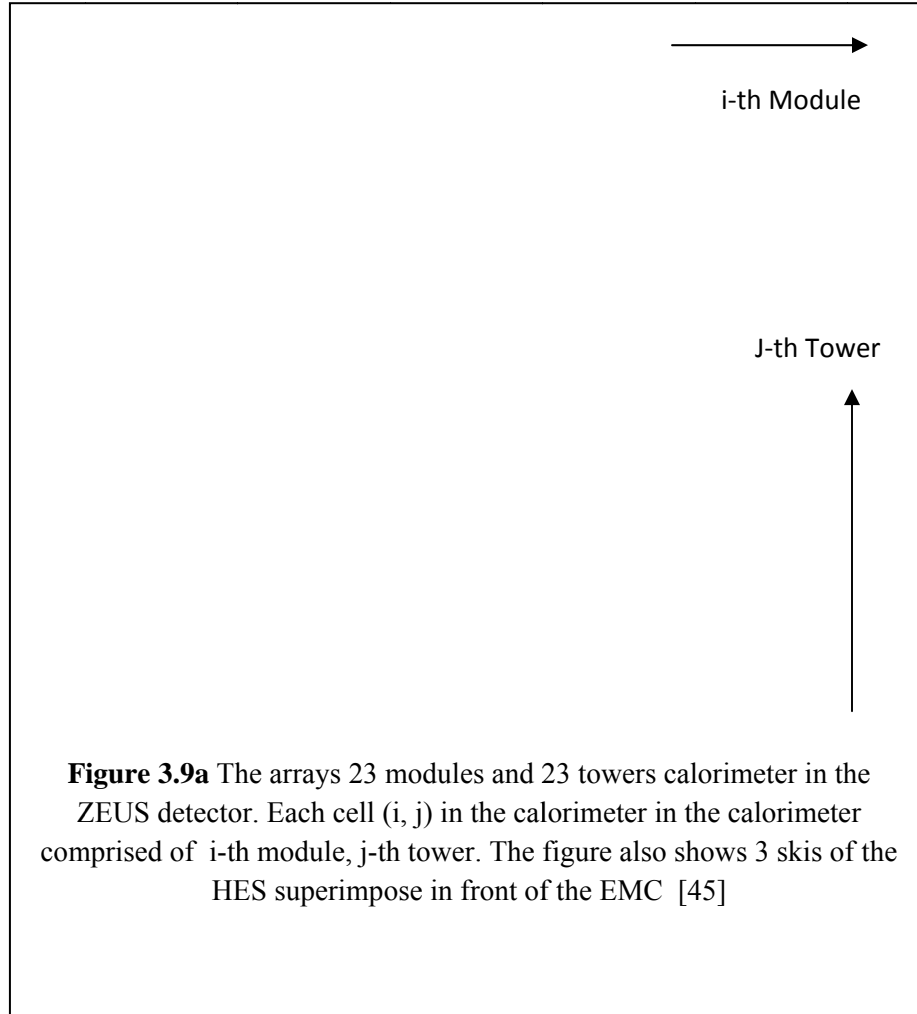 i-th Module
J-th Tower
Figure 3.9a The arrays 23 modules and 23 towers calorimeter in the
ZEUS detector. Each cell (i, j) in the calorimeter in the calorimeter
comprised of i-th module, j-th tower. The figure also shows 3 skis of the
HES superimpose in front of the EMC [45]